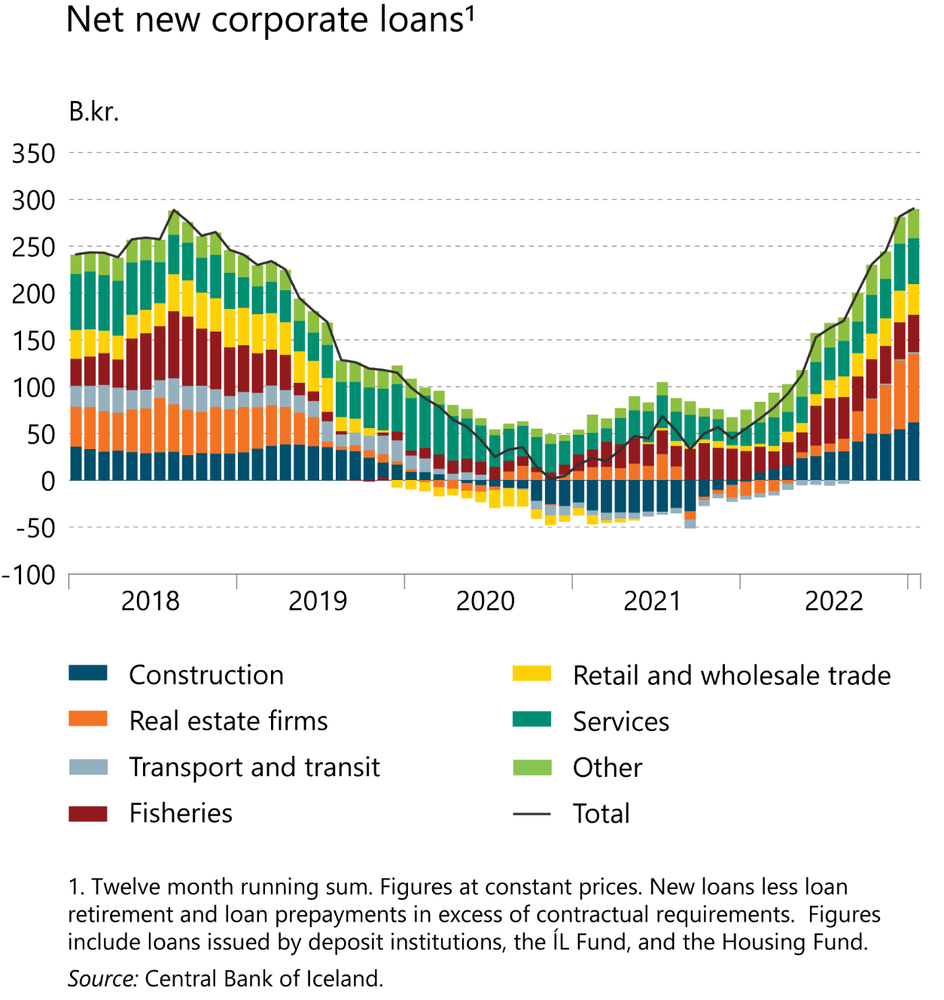 Net new corporate loans¹
B.kr.
350
300
250
200
150
100
50
0
-50
-100
2018 2019 2020 2021 2022
Construction
Real estate firms
Transport and transit
Fisheries
Retail and wholesale trade
Services
Other
Total
1. Twelve month running sum. Figures at constant prices. New loans less loan
retirement and loan prepayments in excess of contractual requirements. Figures
include loans issued by deposit institutions, the ÍL Fund, and the Housing Fund.
Source: Central Bank of Iceland.